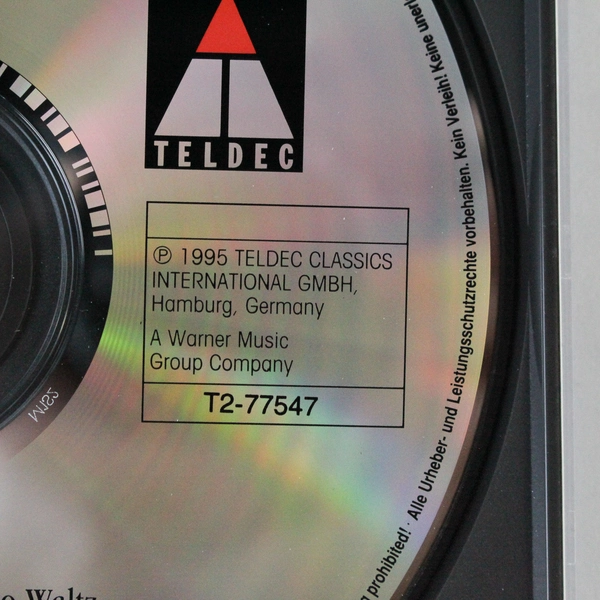 TELDEC
℗ 1995 TELDEC CLASSICS
INTERNATIONAL GMBH,
Hamburg, Germany
A Warner Music
Group Company
T2-77547
prohibited! · Alle Urheber- und Leistungsschutzrechte vorbehalten. Kein Verleih! Keine
Waltz